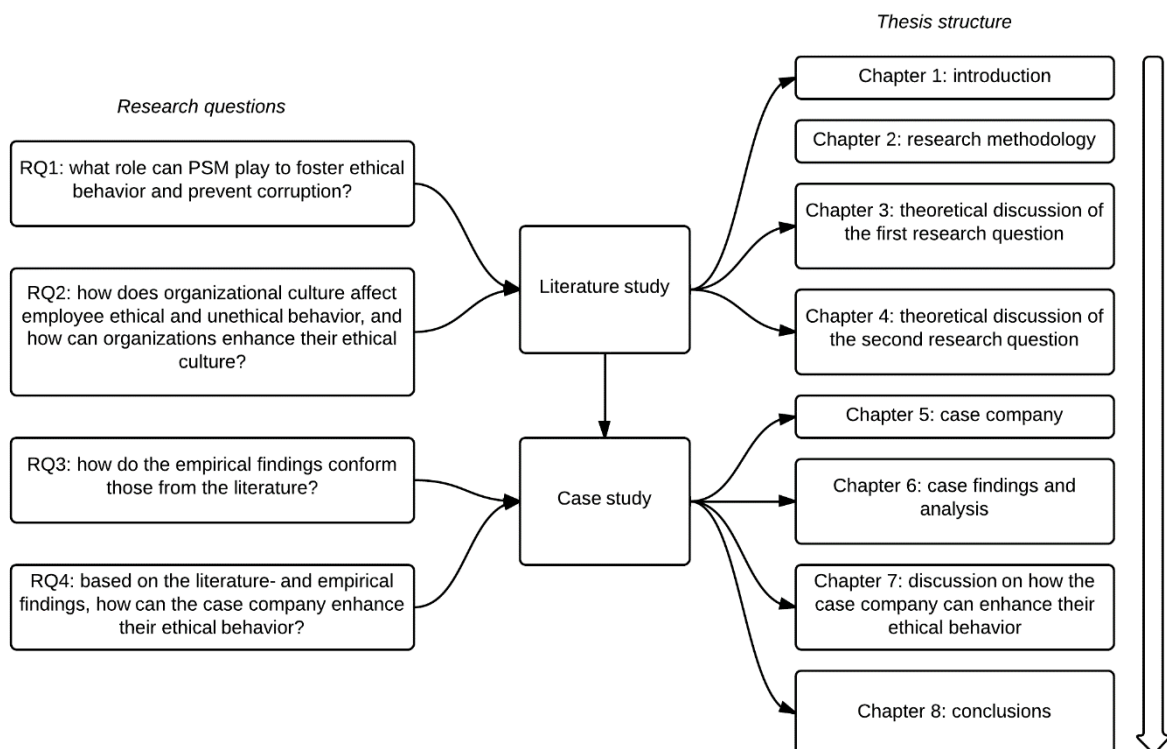 Research questions
RQ1: what role can PSM play to foster ethical
behavior and prevent corruption?
RQ2: how does organizational culture affect
employee ethical and unethical behavior, and
how can organizations enhance their ethical
culture?
RQ3: how do the empirical findings conform
those from the literature?
RQ4: based on the literature- and empirical
findings, how can the case company enhance
their ethical behavior?
Literature study
Case study
Thesis structure
Chapter 1: introduction
Chapter 2: research methodology
Chapter 3: theoretical discussion of
the first research question
Chapter 4: theoretical discussion of
the second research question
Chapter 5: case company
Chapter 6: case findings and
analysis
Chapter 7: discussion on how the
case company can enhance their
ethical behavior
Chapter 8: conclusions